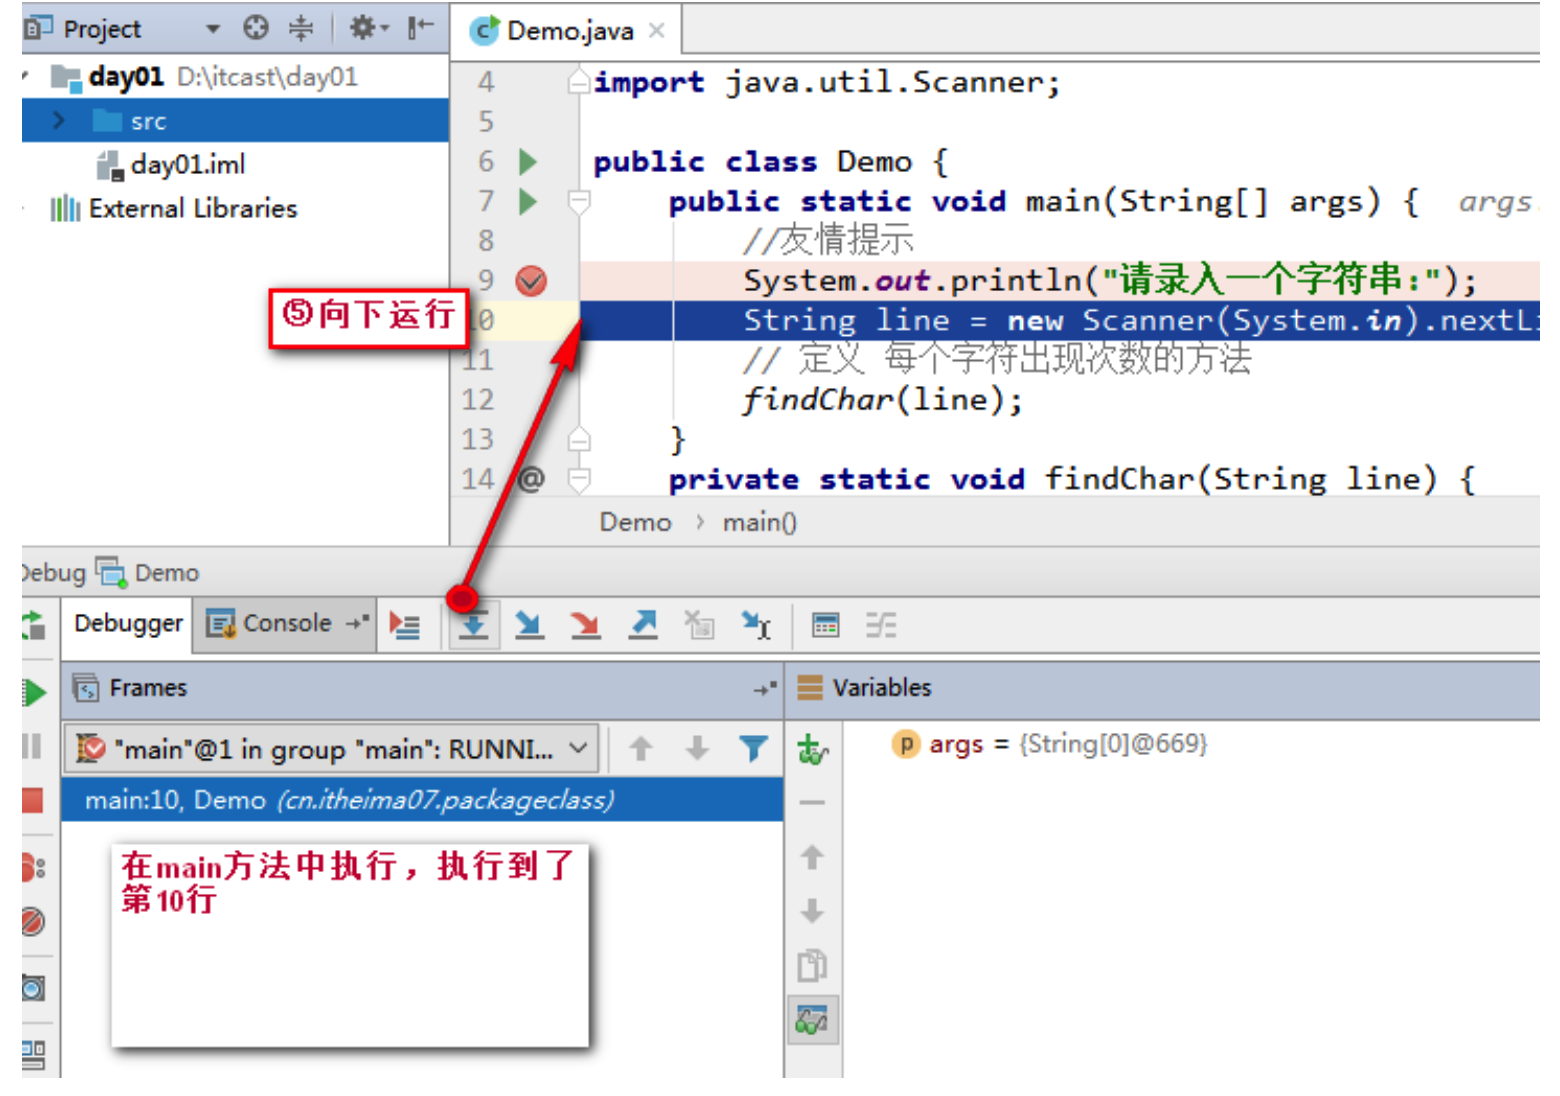 Project
Demo.java
day01 D:\itcast\day01
src
day01.iml
External Libraries
4 import java.util.Scanner;
5
6 public class Demo {
7 public static void main(String[] args) { args
8 //友情提示
9 System.out.println("请录入一个字符串:");
10 String line = new Scanner(System.in).nextLi
11 // 定义 每个字符出现次数的方法
12 findChar(line);
13 }
14 @ private static void findChar(String line) {
⑤向下运行
Demo › main()
Debug Demo
Debugger Console
Frames
Variables
"main"@1 in group "main": RUNNI...
args = {String[0]@669}
main:10, Demo (cn.itheima07.packageclass)
在main方法中执行，执行到了
第10行